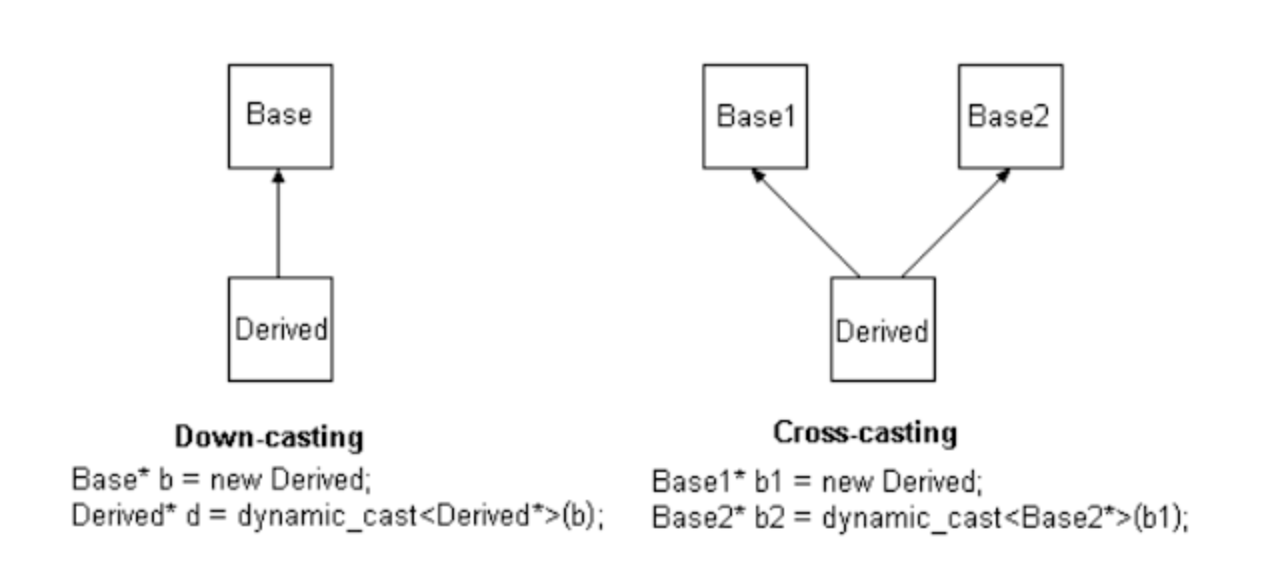 Base
Derived
Down-casting
Base* b = new Derived;
Derived* d = dynamic_cast<Derived*>(b);
Base1
Base2
Derived
Cross-casting
Base1* b1 = new Derived;
Base2* b2 = dynamic_cast<Base2*>(b1);